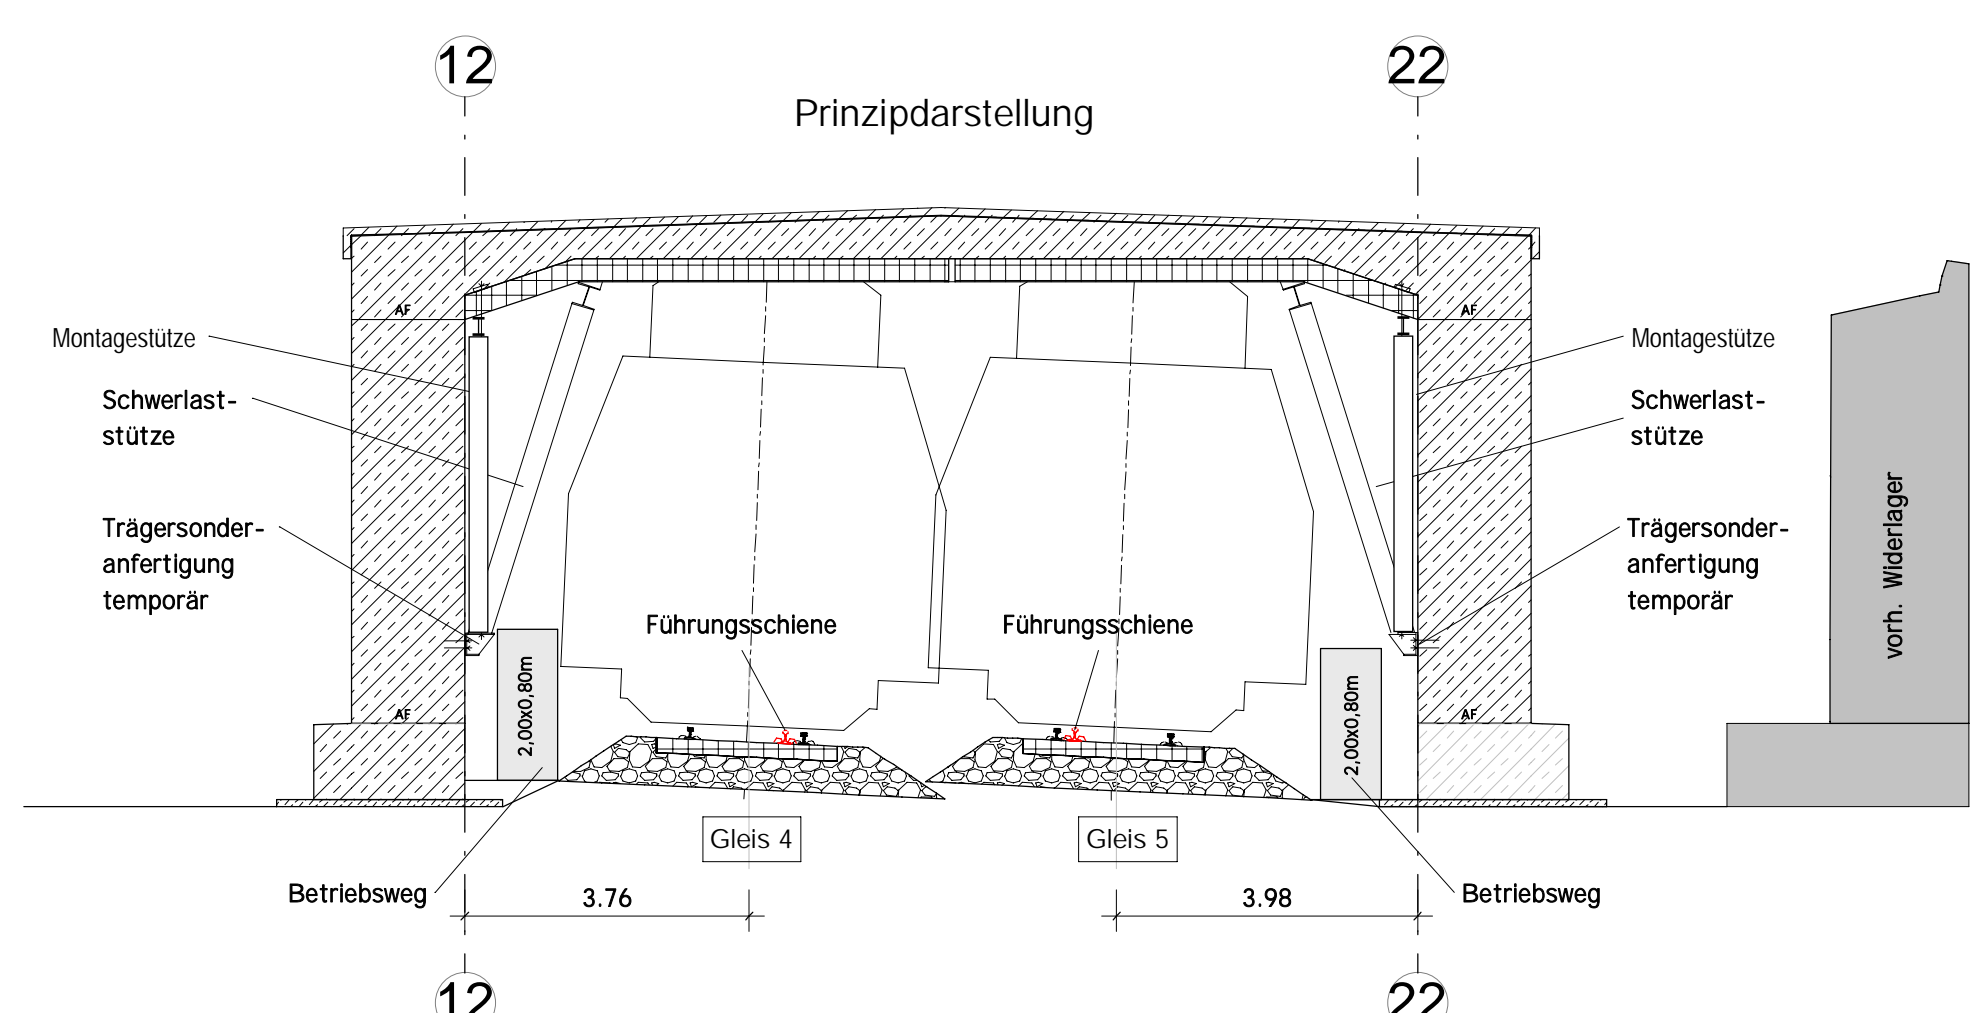 12
22
Prinzipdarstellung
AF
AF
Montagestütze
Montagestütze
Schwerlast-
stütze
Schwerlast-
stütze
Trägersonder-
anfertigung
temporär
Trägersonder-
anfertigung
temporär
vorh. Widerlager
Führungsschiene
Führungsschiene
2,00x0,80m
2,00x0,80m
AF
AF
Gleis 4
Gleis 5
Betriebsweg
3.76
3.98
Betriebsweg
12
22